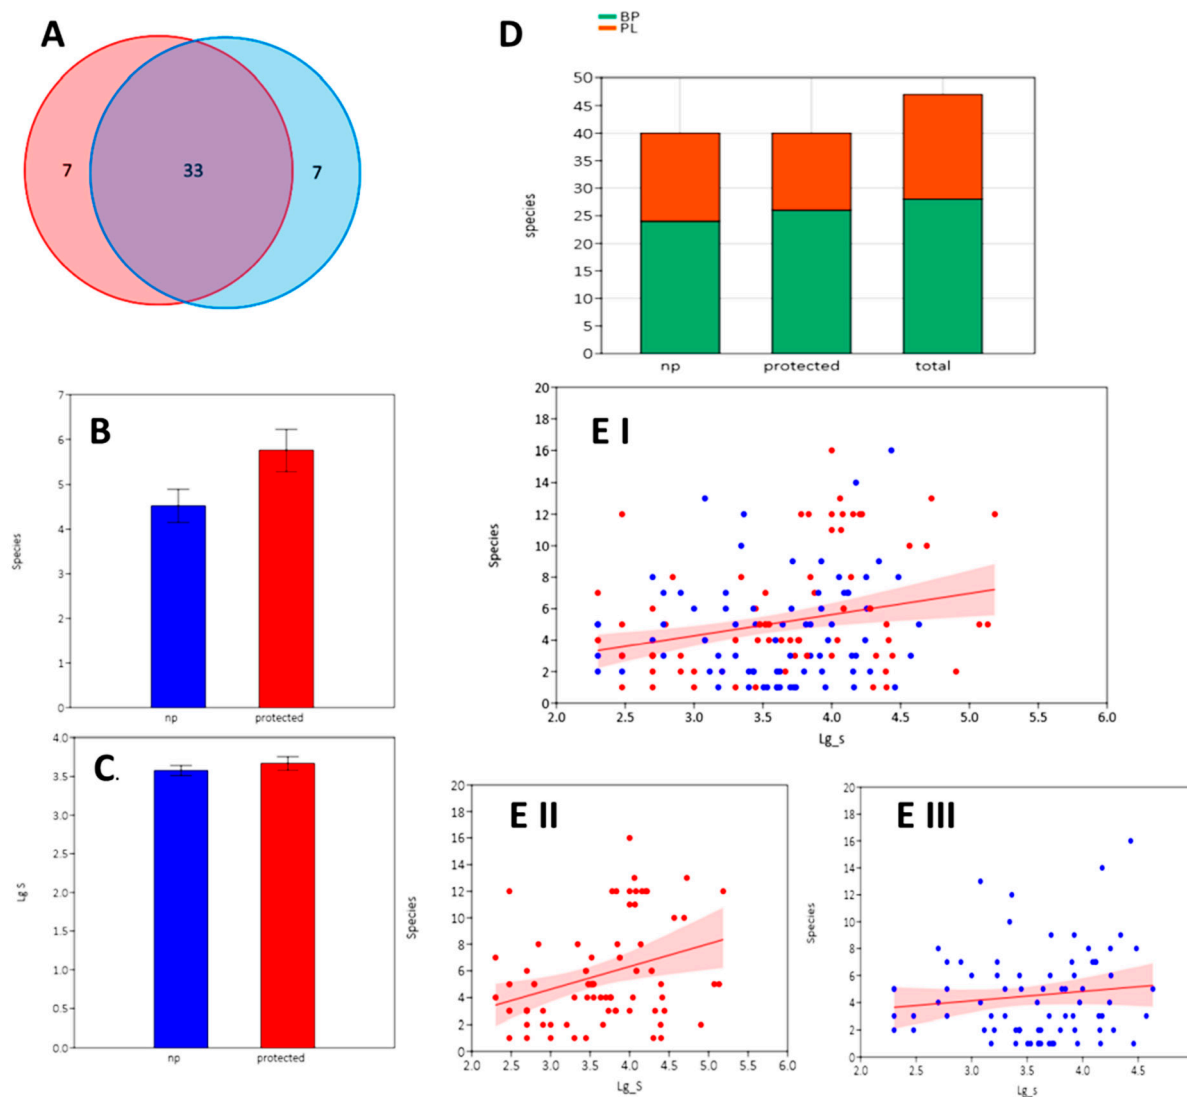 A
7
33
7
D
BP
PL
50
45
40
35
30
25
20
15
10
5
0
species
np
protected
total
B
7
6
5
4
3
2
1
0
Species
np
protected
C.
4.0
3.5
3.0
2.5
2.0
1.5
1.0
0.5
0.0
Lg S
np
protected
E I
20
18
16
14
12
10
8
6
4
2
0
Species
2.0 2.5 3.0 3.5 4.0 4.5 5.0 5.5 6.0
Lg_s
E II
20
18
16
14
12
10
8
6
4
2
0
Species
2.0 2.5 3.0 3.5 4.0 4.5 5.0 5.5 6.0
Lg_S
E III
20
18
16
14
12
10
8
6
4
2
0
Species
2.0 2.5 3.0 3.5 4.0 4.5
Lg_s